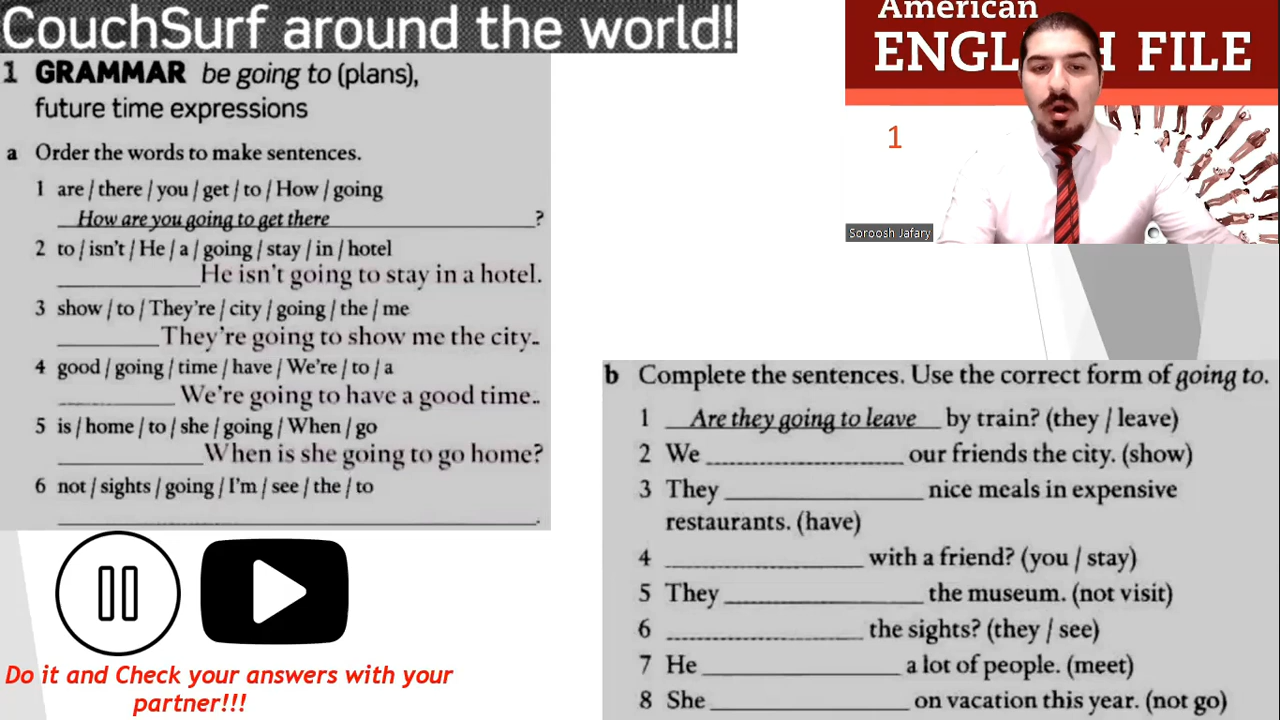 CouchSurf around the world!
1 GRAMMAR be going to (plans),
future time expressions
a Order the words to make sentences.
1 are / there / you / get / to / How / going
How are you going to get there ?
2 to / isn't / He / a / going / stay / in / hotel
He isn't going to stay in a hotel.
3 show / to / They're / city / going / the / me
They're going to show me the city..
4 good / going / time / have / We're / to / a
We're going to have a good time..
5 is / home / to / she / going / When / go
When is she going to go home?
6 not / sights / going / I'm / see / the / to
.
Do it and Check your answers with your
partner!!!
American
ENGL H FILE
1
Soroosh Jafary
b Complete the sentences. Use the correct form of going to.
1 Are they going to leave by train? (they / leave)
2 We ____________ our friends the city. (show)
3 They ____________ nice meals in expensive
restaurants. (have)
4 ____________ with a friend? (you / stay)
5 They ____________ the museum. (not visit)
6 ____________ the sights? (they / see)
7 He ____________ a lot of people. (meet)
8 She ____________ on vacation this year. (not go)